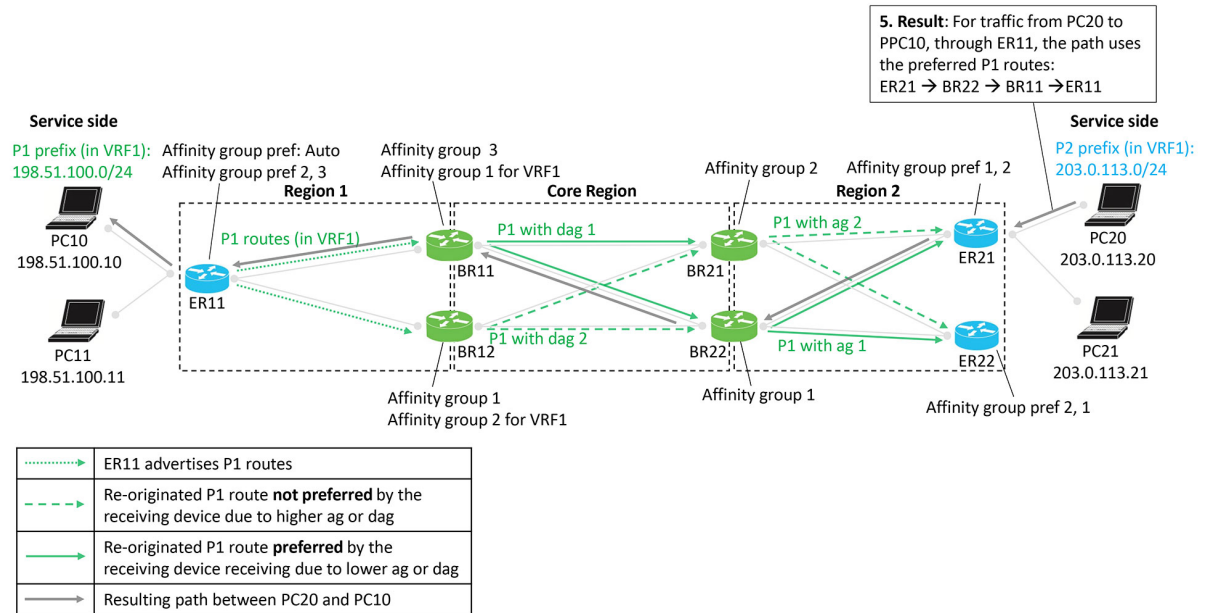 5. Result: For traffic from PC20 to
PPC10, through ER11, the path uses
the preferred P1 routes:
ER21 → BR22 → BR11 →ER11
Service side
Service side
P1 prefix (in VRF1):
198.51.100.0/24
Affinity group pref: Auto
Affinity group pref 2, 3
Affinity group 3
Affinity group 1 for VRF1
Affinity group 2
Affinity group pref 1, 2
P2 prefix (in VRF1):
203.0.113.0/24
Region 1
Core Region
Region 2
P1 routes (in VRF1)
P1 with dag 1
P1 with ag 2
PC10
198.51.100.10
ER11
BR11
BR21
ER21
PC20
203.0.113.20
PC11
198.51.100.11
BR12
P1 with dag 2
BR22
P1 with ag 1
ER22
PC21
203.0.113.21
Affinity group 1
Affinity group 2 for VRF1
Affinity group 1
Affinity group pref 2, 1
ER11 advertises P1 routes
Re-originated P1 route not preferred by the
receiving device due to higher ag or dag
Re-originated P1 route preferred by the
receiving device receiving due to lower ag or dag
Resulting path between PC20 and PC10